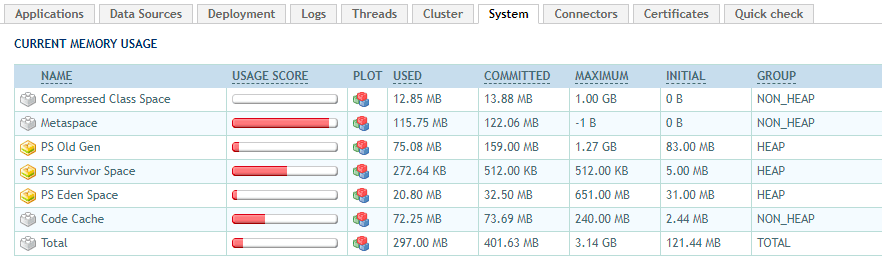 Applications Data Sources Deployment Logs Threads Cluster System Connectors Certificates Quick check
CURRENT MEMORY USAGE
NAME USAGE SCORE PLOT USED COMMITTED MAXIMUM INITIAL GROUP
Compressed Class Space 12.85 MB 13.88 MB 1.00 GB 0 B NON_HEAP
Metaspace 115.75 MB 122.06 MB -1 B 0 B NON_HEAP
PS Old Gen 75.08 MB 159.00 MB 1.27 GB 83.00 MB HEAP
PS Survivor Space 272.64 KB 512.00 KB 512.00 KB 5.00 MB HEAP
PS Eden Space 20.80 MB 32.50 MB 651.00 MB 31.00 MB HEAP
Code Cache 72.25 MB 73.69 MB 240.00 MB 2.44 MB NON_HEAP
Total 297.00 MB 401.63 MB 3.14 GB 121.44 MB TOTAL